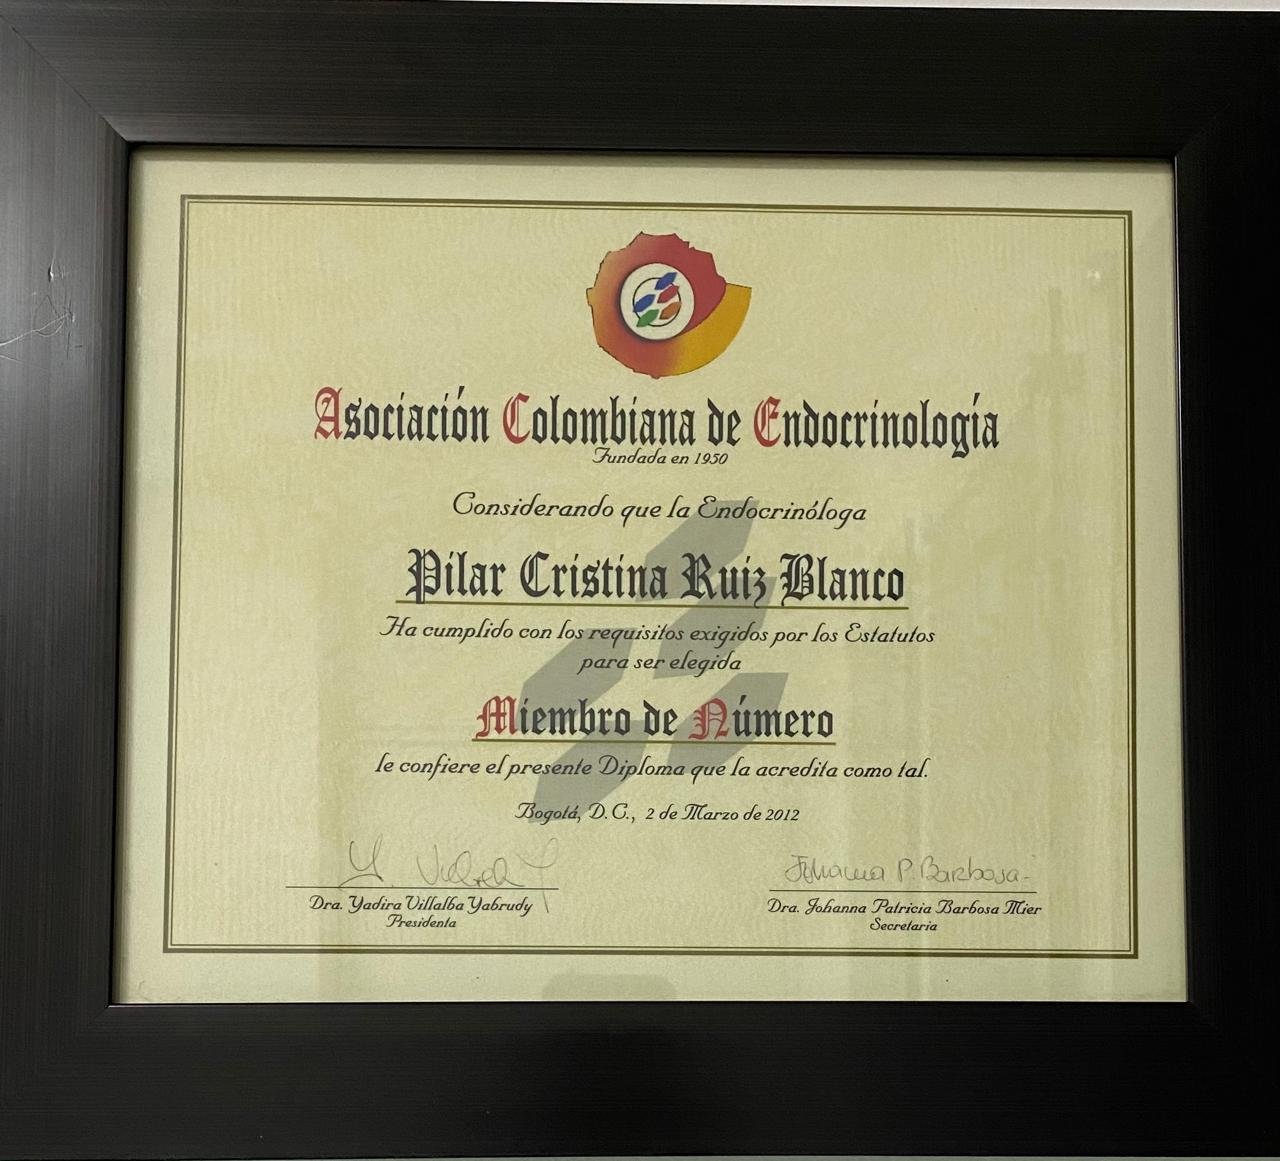 Asociación Colombiana de Endocrinología
Fundada en 1950
Considerando que la Endocrinóloga
Pilar Cristina Ruiz Blanco
Ha cumplido con los requisitos exigidos por los Estatutos
para ser elegida
Miembro de Número
le confiere el presente Diploma que la acredita como tal.
Bogotá, D.C., 2 de Marzo de 2012
Johanna P. Barbosa
Dra. Yadira Villalba Yabrudy
Presidenta
Dra. Johanna Patricia Barbosa Mier
Secretaria